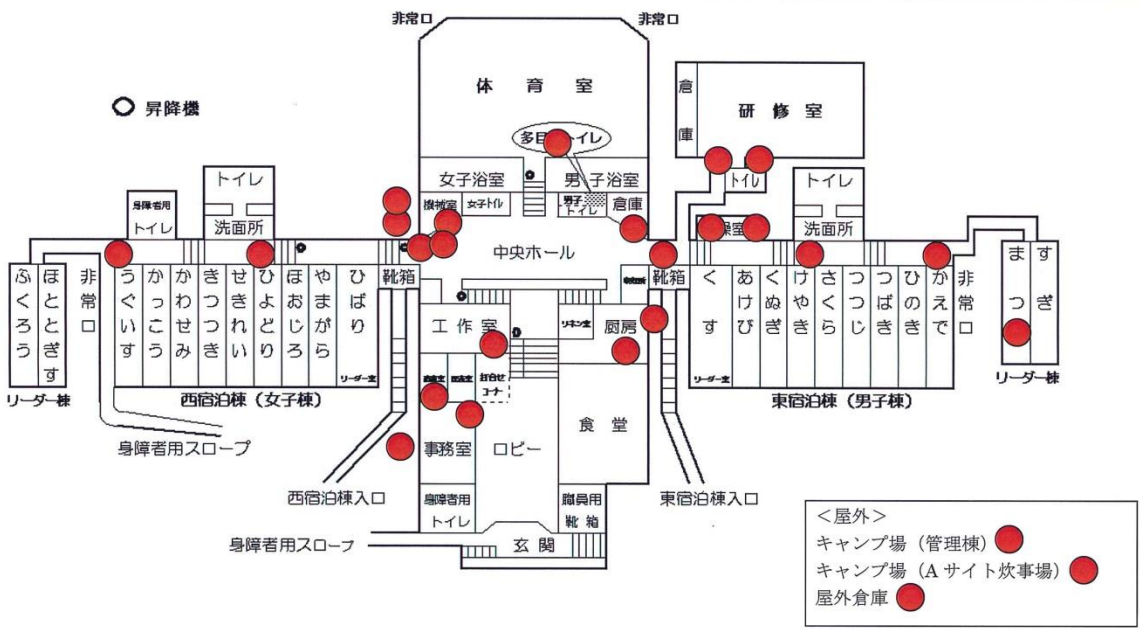 非常口
非常口
体育室
倉庫
研修室
昇降機
トイレ
女子浴室
男子浴室
トイレ
トイレ
身障者用
トイレ
洗面所
機械室
女子トイレ
男子
トイレ
倉庫
洗面所
中央ホール
ふくろう
ほととぎす
非常口
うぐいす
かっこう
かわせみ
きつつき
せきれい
ひよどり
ほおじろ
やまがら
ひばり
リーダー室
靴箱
靴箱
くす
リーダー室
あけび
くぬぎ
けやき
さくら
つつじ
つばき
ひのき
かえで
非常口
まつ
すぎ
工作室
リネン室
厨房
リーダー棟
西宿泊棟(女子棟)
東宿泊棟(男子棟)
リーダー棟
打合せ
コーナー
食堂
事務室
ロビー
身障者用スロープ
西宿泊棟入口
東宿泊棟入口
身障者用
トイレ
職員用
靴箱
身障者用スロープ
玄関
<屋外>
キャンプ場(管理棟)
キャンプ場(Aサイト炊事場)
屋外倉庫